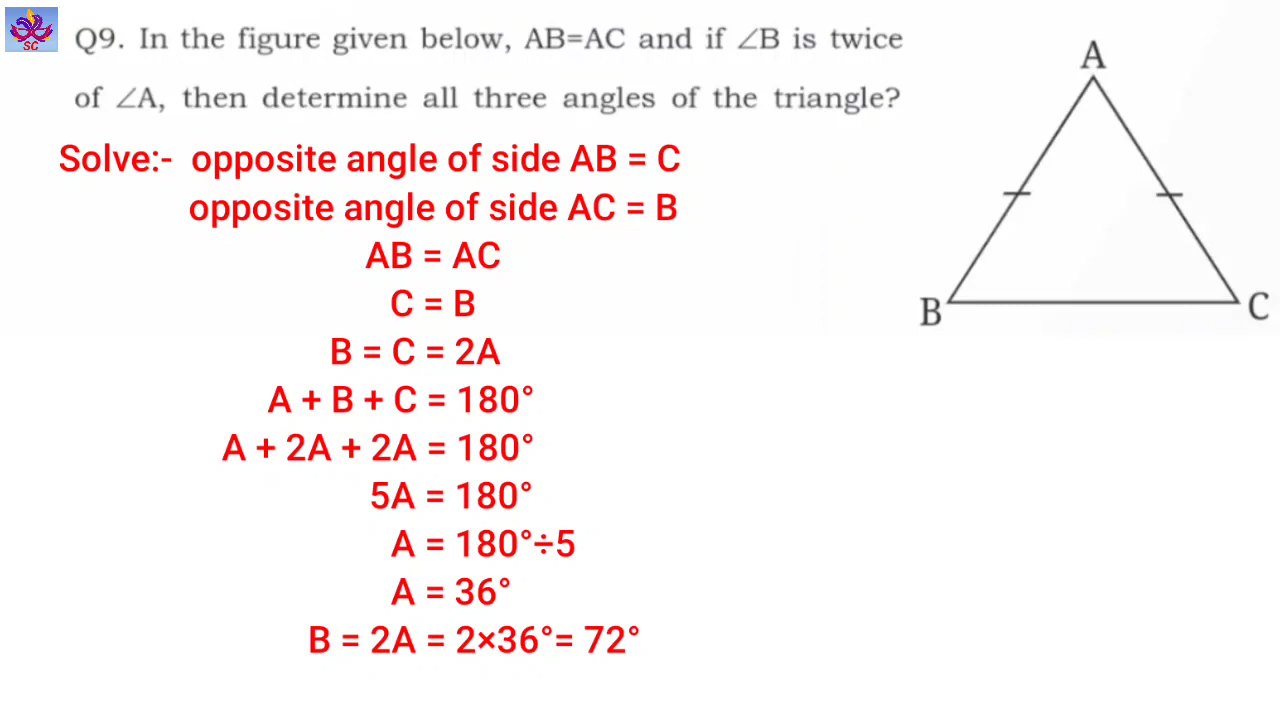 SC
Q9. In the figure given below, AB=AC and if ∠B is twice
of ∠A, then determine all three angles of the triangle?
Solve:- opposite angle of side AB = C
opposite angle of side AC = B
AB = AC
C = B
B = C = 2A
A + B + C = 180°
A + 2A + 2A = 180°
5A = 180°
A = 180°÷5
A = 36°
B = 2A = 2×36°= 72°
A
B
C